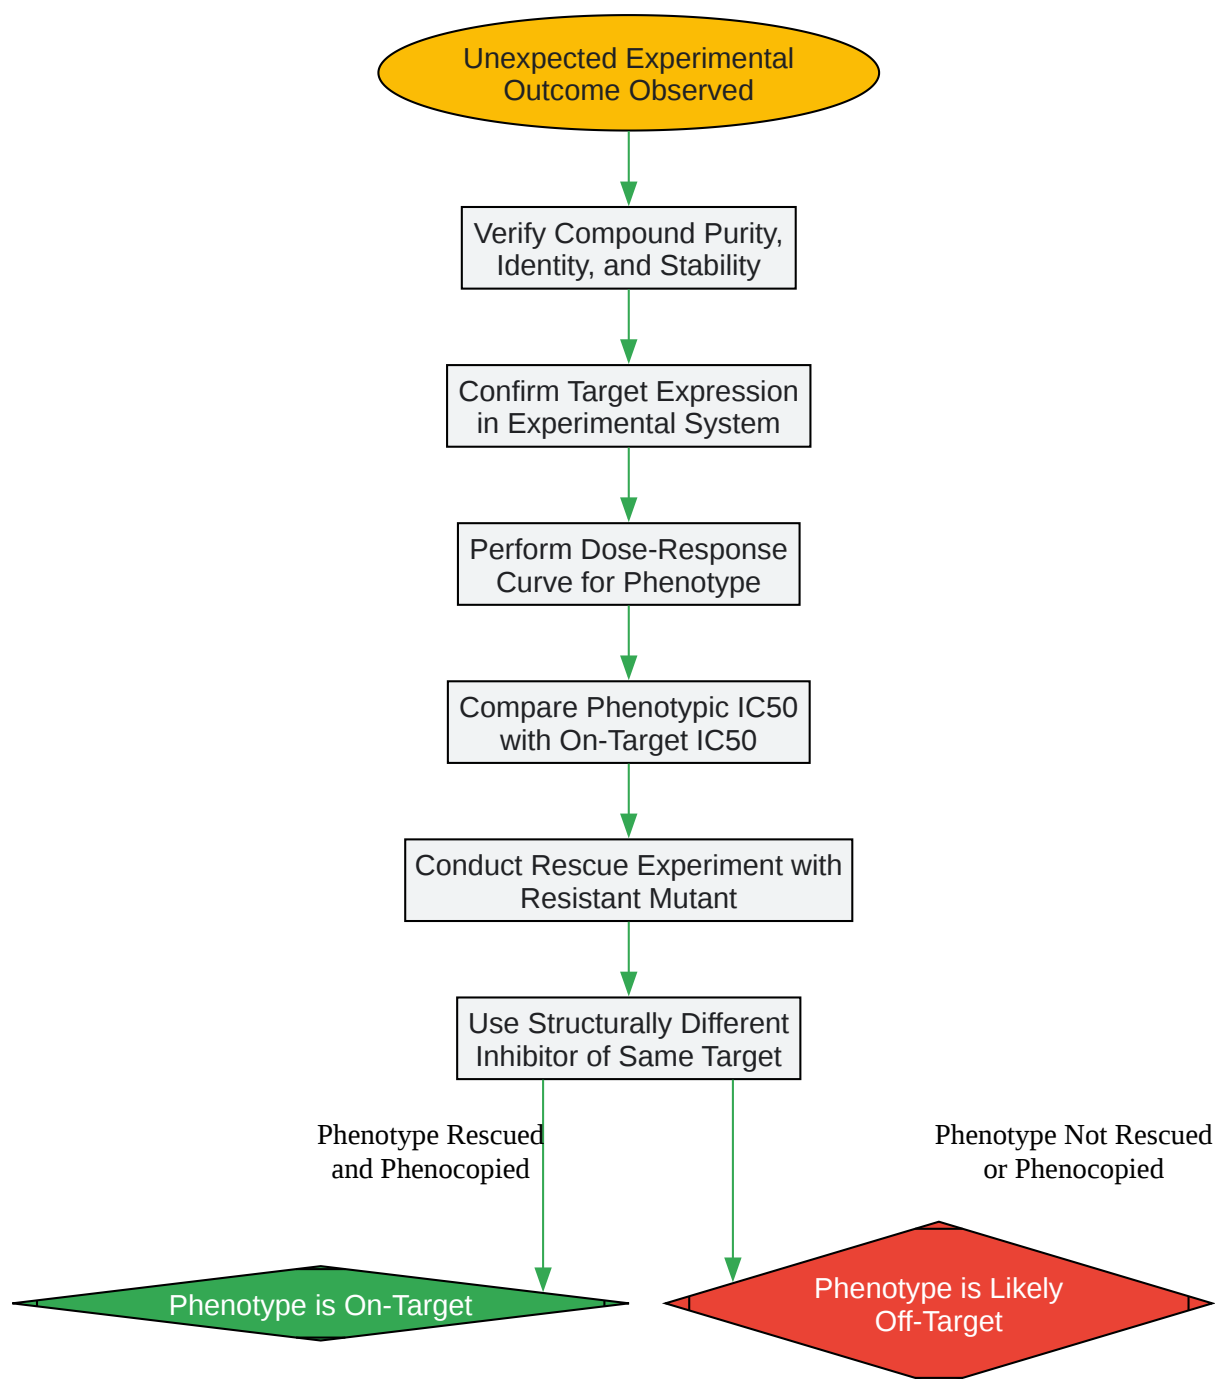 Unexpected Experimental
Outcome Observed
Verify Compound Purity,
Identity, and Stability
Confirm Target Expression
in Experimental System
Perform Dose-Response
Curve for Phenotype
Compare Phenotypic IC50
with On-Target IC50
Conduct Rescue Experiment with
Resistant Mutant
Use Structurally Different
Inhibitor of Same Target
Phenotype Rescued
and Phenocopied
Phenotype Not Rescued
or Phenocopied
Phenotype is On-Target
Phenotype is Likely
Off-Target